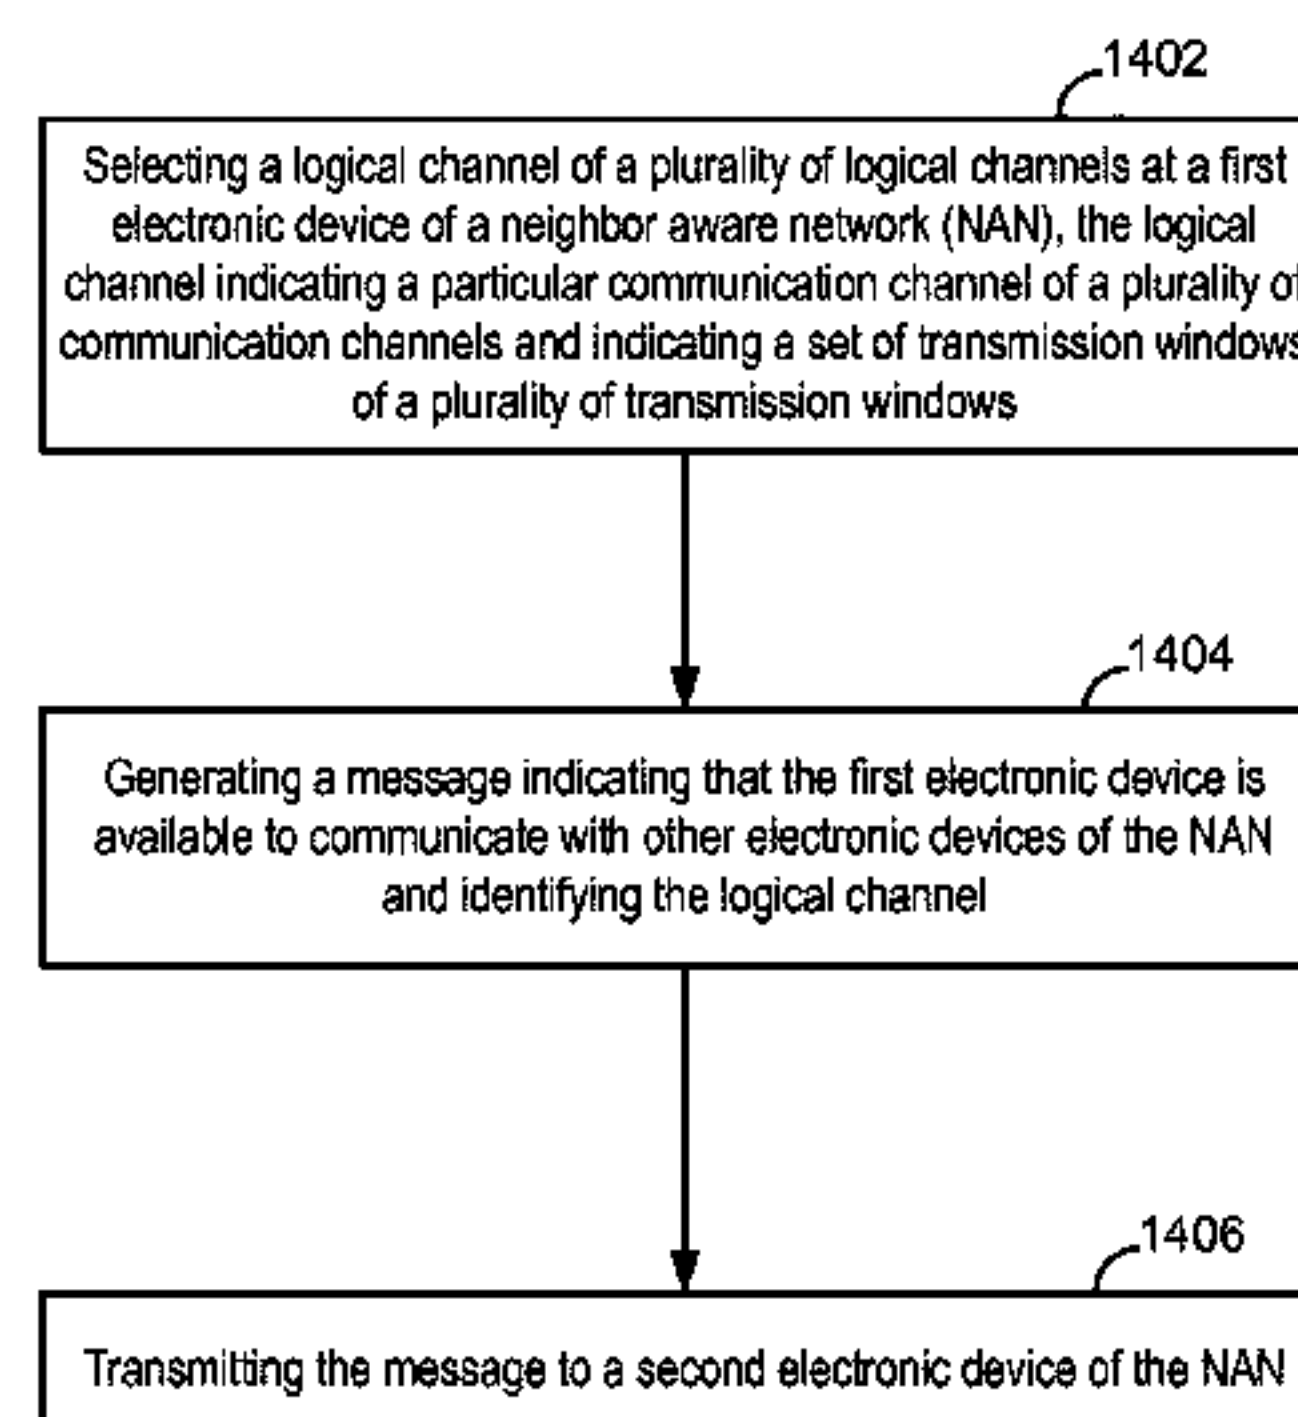 1402
Selecting a logical channel of a plurality of logical channels at a first
electronic device of a neighbor aware network (NAN), the logical
channel indicating a particular communication channel of a plurality of
communication channels and indicating a set of transmission windows
of a plurality of transmission windows
1404
Generating a message indicating that the first electronic device is
available to communicate with other electronic devices of the NAN
and identifying the logical channel
1406
Transmitting the message to a second electronic device of the NAN